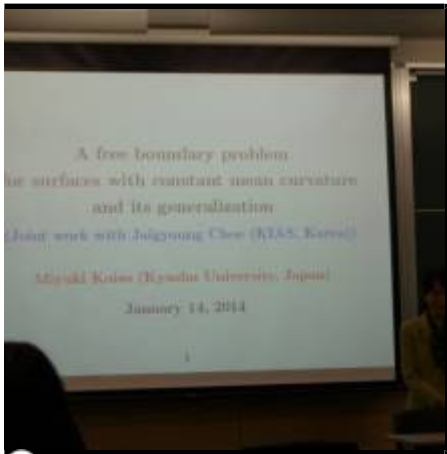 A free boundary problem
for surfaces with constant mean curvature
and its generalization
(Joint work with Jaigyoung Choe (KIAS, Korea))
Miyuki Koiso (Kyushu University, Japan)
January 14, 2014
1